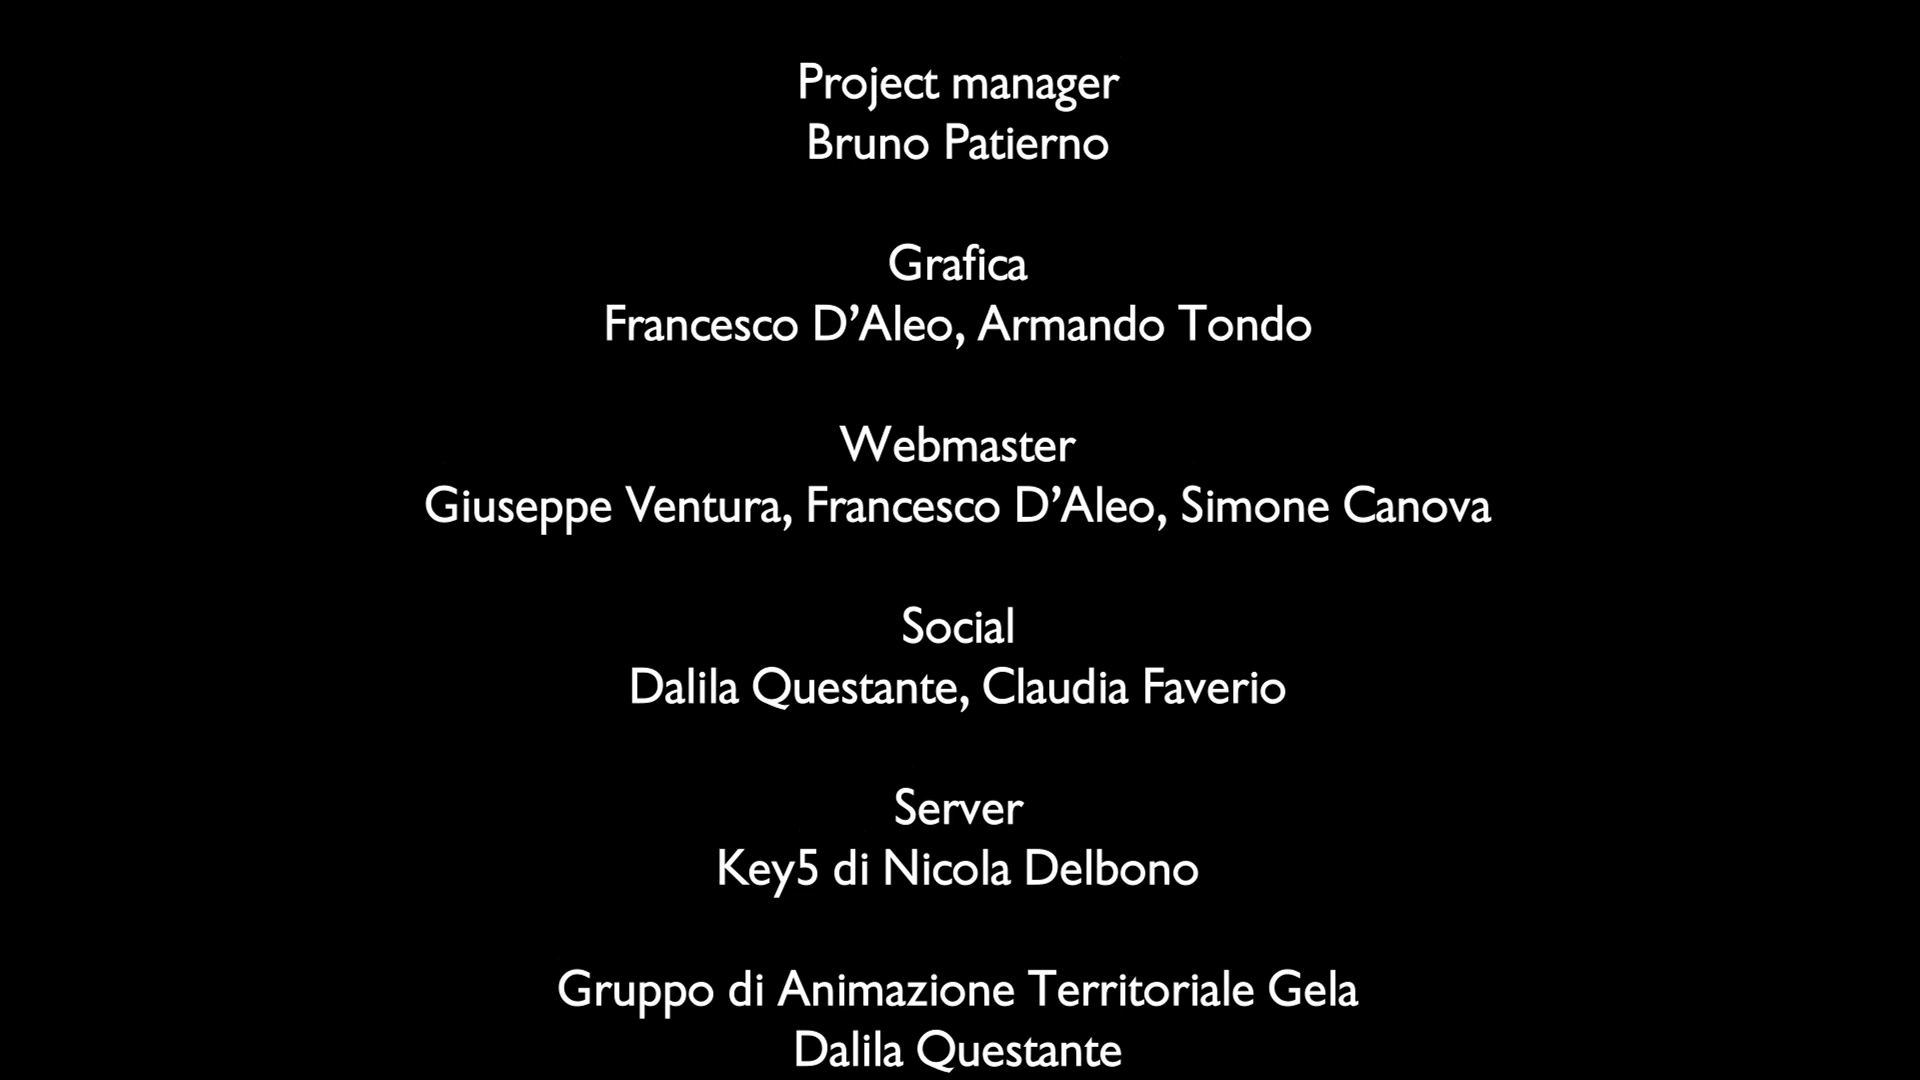 Project manager
Bruno Patierno
Grafica
Francesco D’Aleo, Armando Tondo
Webmaster
Giuseppe Ventura, Francesco D’Aleo, Simone Canova
Social
Dalila Questante, Claudia Faverio
Server
Key5 di Nicola Delbono
Gruppo di Animazione Territoriale Gela
Dalila Questante